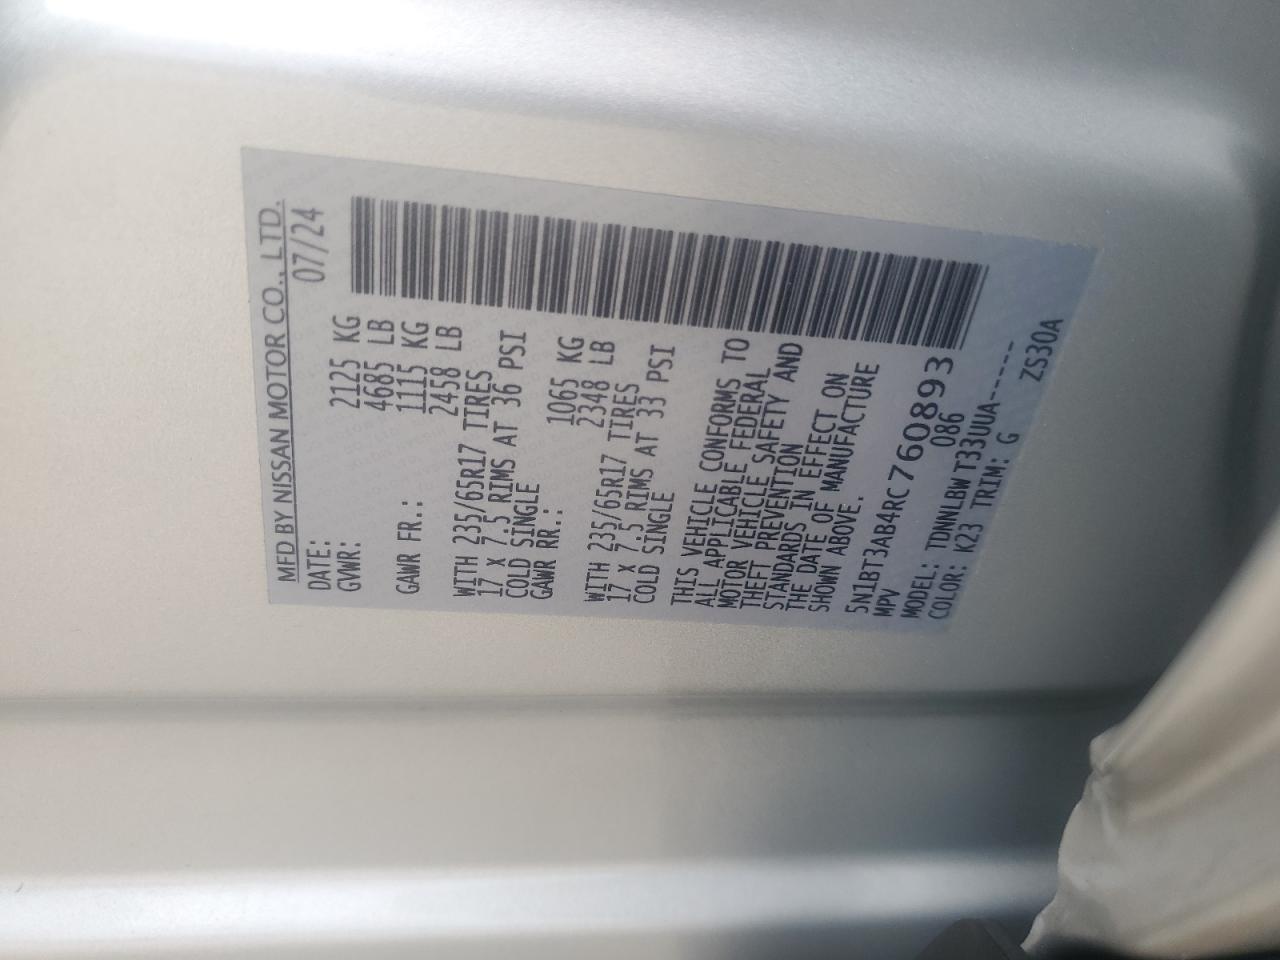 MFD BY NISSAN MOTOR CO., LTD.
DATE: 07/24
GVWR: 2125 KG
4685 LB
GAWR FR.: 1115 KG
2458 LB
WITH 235/65R17 TIRES
17 X 7.5 RIMS AT 36 PSI
COLD SINGLE
GAWR RR.: 1065 KG
2348 LB
WITH 235/65R17 TIRES
17 X 7.5 RIMS AT 33 PSI
COLD SINGLE
THIS VEHICLE CONFORMS TO
ALL APPLICABLE FEDERAL
MOTOR VEHICLE SAFETY AND
THEFT PREVENTION
STANDARDS IN EFFECT ON
THE DATE OF MANUFACTURE
SHOWN ABOVE.
5N1BT3AB4RC760893
MPV 086
MODEL: TDNNLBWT33UUA-----
COLOR: K23 TRIM: G ZS30A